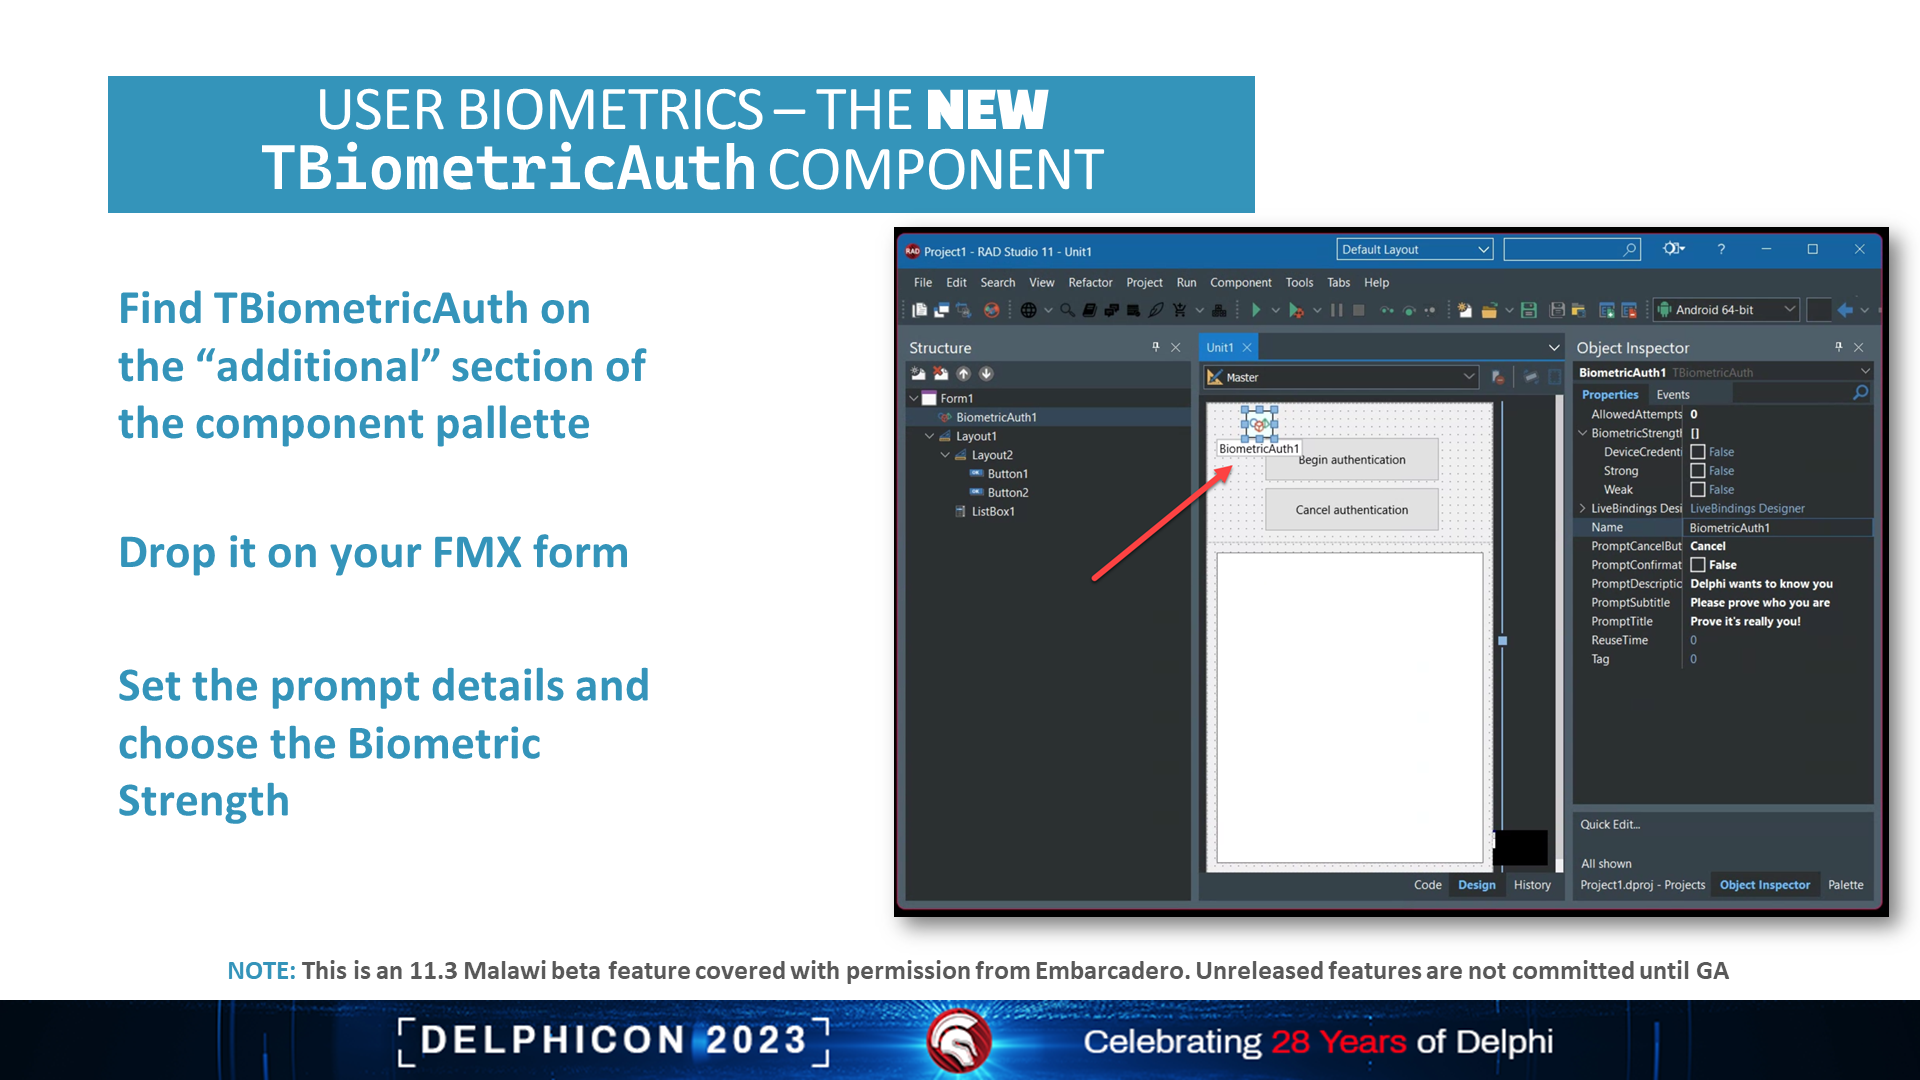 USER BIOMETRICS – THE NEW
TBiometricAuth COMPONENT
Find TBiometricAuth on
the “additional” section of
the component pallette
Drop it on your FMX form
Set the prompt details and
choose the Biometric
Strength
RAD Project1 - RAD Studio 11 - Unit1
Default Layout
?
File Edit Search View Refactor Project Run Component Tools Tabs Help
Android 64-bit
Structure
Form1
BiometricAuth1
Layout1
Layout2
Button1
Button2
ListBox1
Unit1
Master
BiometricAuth1
Begin authentication
Cancel authentication
Code Design History
Object Inspector
BiometricAuth1 TBiometricAuth
Properties Events
AllowedAttempts 0
BiometricStrengt []
DeviceCredenti False
Strong False
Weak False
LiveBindings Desi LiveBindings Designer
Name BiometricAuth1
PromptCancelBut Cancel
PromptConfirmat False
PromptDescriptic Delphi wants to know you
PromptSubtitle Please prove who you are
PromptTitle Prove it's really you!
ReuseTime 0
Tag 0
Quick Edit...
All shown
Project1.dproj - Projects Object Inspector Palette
NOTE: This is an 11.3 Malawi beta feature covered with permission from Embarcadero. Unreleased features are not committed until GA
[DELPHICON 2023]
Celebrating 28 Years of Delphi